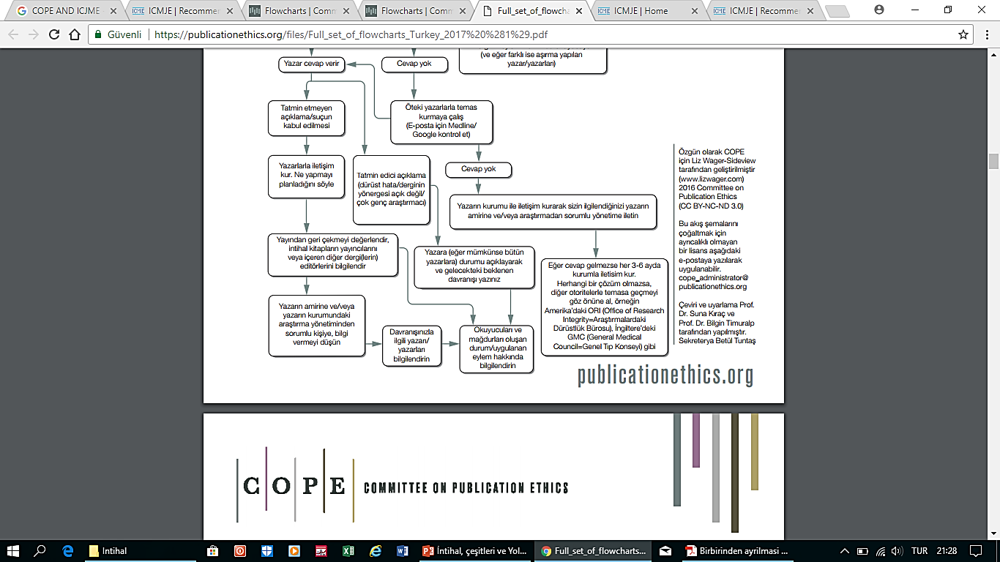 COPE AND ICJME -
ICMJE | Recommen
Flowcharts | Comm
Flowcharts | Comm
Full_set_of_flowcha
ICMJE | Home
ICMJE | Recommen
Güvenli
https://publicationethics.org/files/Full_set_of_flowcharts_Turkey_2017%20%281%29.pdf
(ve eğer farklı ise aşırma yapılan
yazar/yazarları)
Yazar cevap verir
Cevap yok
Tatmin etmeyen
açıklama/suçun
kabul edilmesi
Öteki yazarlarla temas
kurmaya çalış
(E-posta için Medline/
Google kontrol et)
Yazarlarla iletişim
kur. Ne yapmayı
planladığını söyle
Tatmin edici açıklama
(dürüst hata/derginin
yönergesi açık değil/
çok genç araştırmacı)
Cevap yok
Yazarın kurumu ile iletişim kurarak sizin ilgilendiğinizi yazarın
amirine ve/veya araştırmadan sorumlu yönetime iletin
Yayından geri çekmeyi değerlendir,
intihal kitapların yayıncılarını
veya içeren diğer dergi(lerin)
editörlerini bilgilendir
Yazara (eğer mümkünse bütün
yazarlara) durumu açıklayarak
ve gelecekteki beklenen
davranışı yazınız
Eğer cevap gelmezse her 3-6 ayda
kurumla iletisim kur.
Herhangi bir çözüm olmazsa,
diğer otoritelerle temasa geçmeyi
göz önüne al, örneğin
Amerika'daki ORI (Office of Research
Integrity=Araştırmalardaki
Dürüstlük Bürosu), İngiltere'deki
GMC (General Medical
Council=Genel Tıp Konseyi) gibi
Yazarın amirine ve/veya
yazarın kurumundaki
araştırma yönetiminden
sorumlu kişiye, bilgi
vermeyi düşün
Davranışınızla
ilgili yazarı/
yazarları
bilgilendirin
Okuyucuları ve
mağdurları oluşan
durum/uygulanan
eylem hakkında
bilgilendirin
Özgün olarak COPE
için Liz Wager-Sideview
tarafından geliştirilmiştir
(www.lizwager.com)
2016 Committee on
Publication Ethics
(CC BY-NC-ND 3.0)
Bu akış şemalarını
çoğaltmak için
ayrıcalıklı olmayan
bir lisans aşağıdaki
e-postaya yazılarak
uygulanabilir.
cope_administrator@
publicationethics.org
Çeviri ve uyarlama Prof.
Dr. Suna Kıraç ve
Prof. Dr. Bilgin Timuralp
tarafından yapılmıştır.
Sekreterya Betül Tuntaş
publicationethics.org
COPE
COMMITTEE ON PUBLICATION ETHICS
Intihal
İntihal, çeşitleri ve Yol...
Full_set_of_flowcharts...
Birbirinden ayrilmasi ...
TUR
21:28